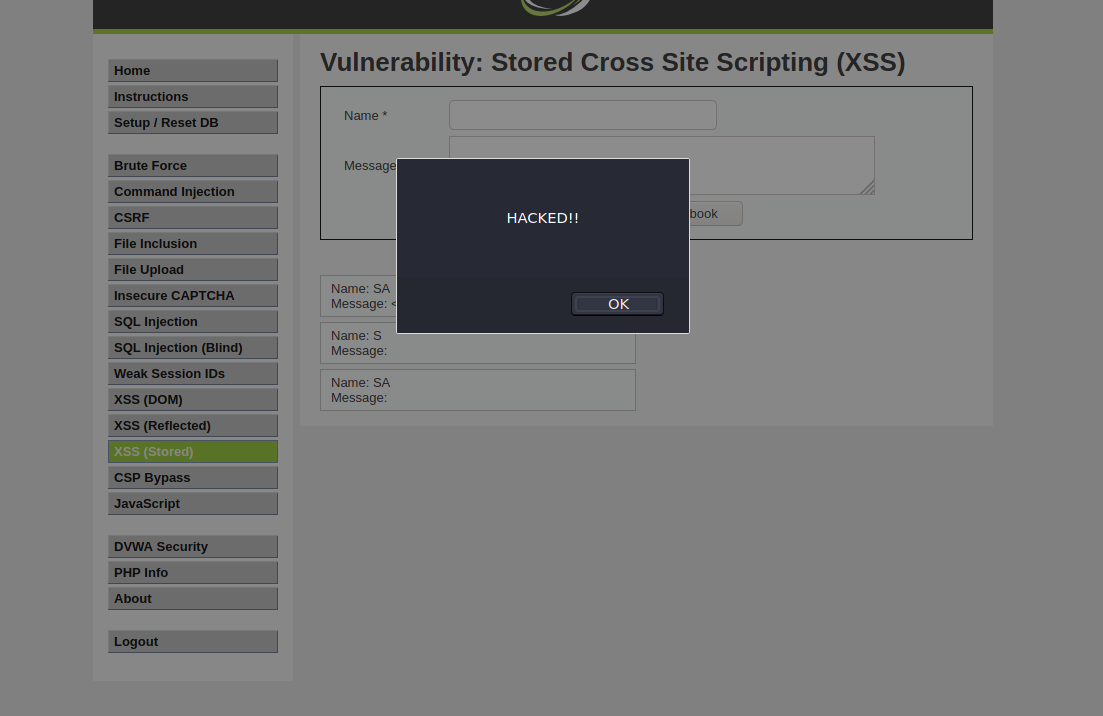 Vulnerability: Stored Cross Site Scripting (XSS)
Home
Instructions
Setup / Reset DB
Brute Force
Command Injection
CSRF
File Inclusion
File Upload
Insecure CAPTCHA
SQL Injection
SQL Injection (Blind)
Weak Session IDs
XSS (DOM)
XSS (Reflected)
XSS (Stored)
CSP Bypass
JavaScript
DVWA Security
PHP Info
About
Logout
Name *
Message
book
HACKED!!
OK
Name: SA
Message: <
Name: S
Message:
Name: SA
Message: